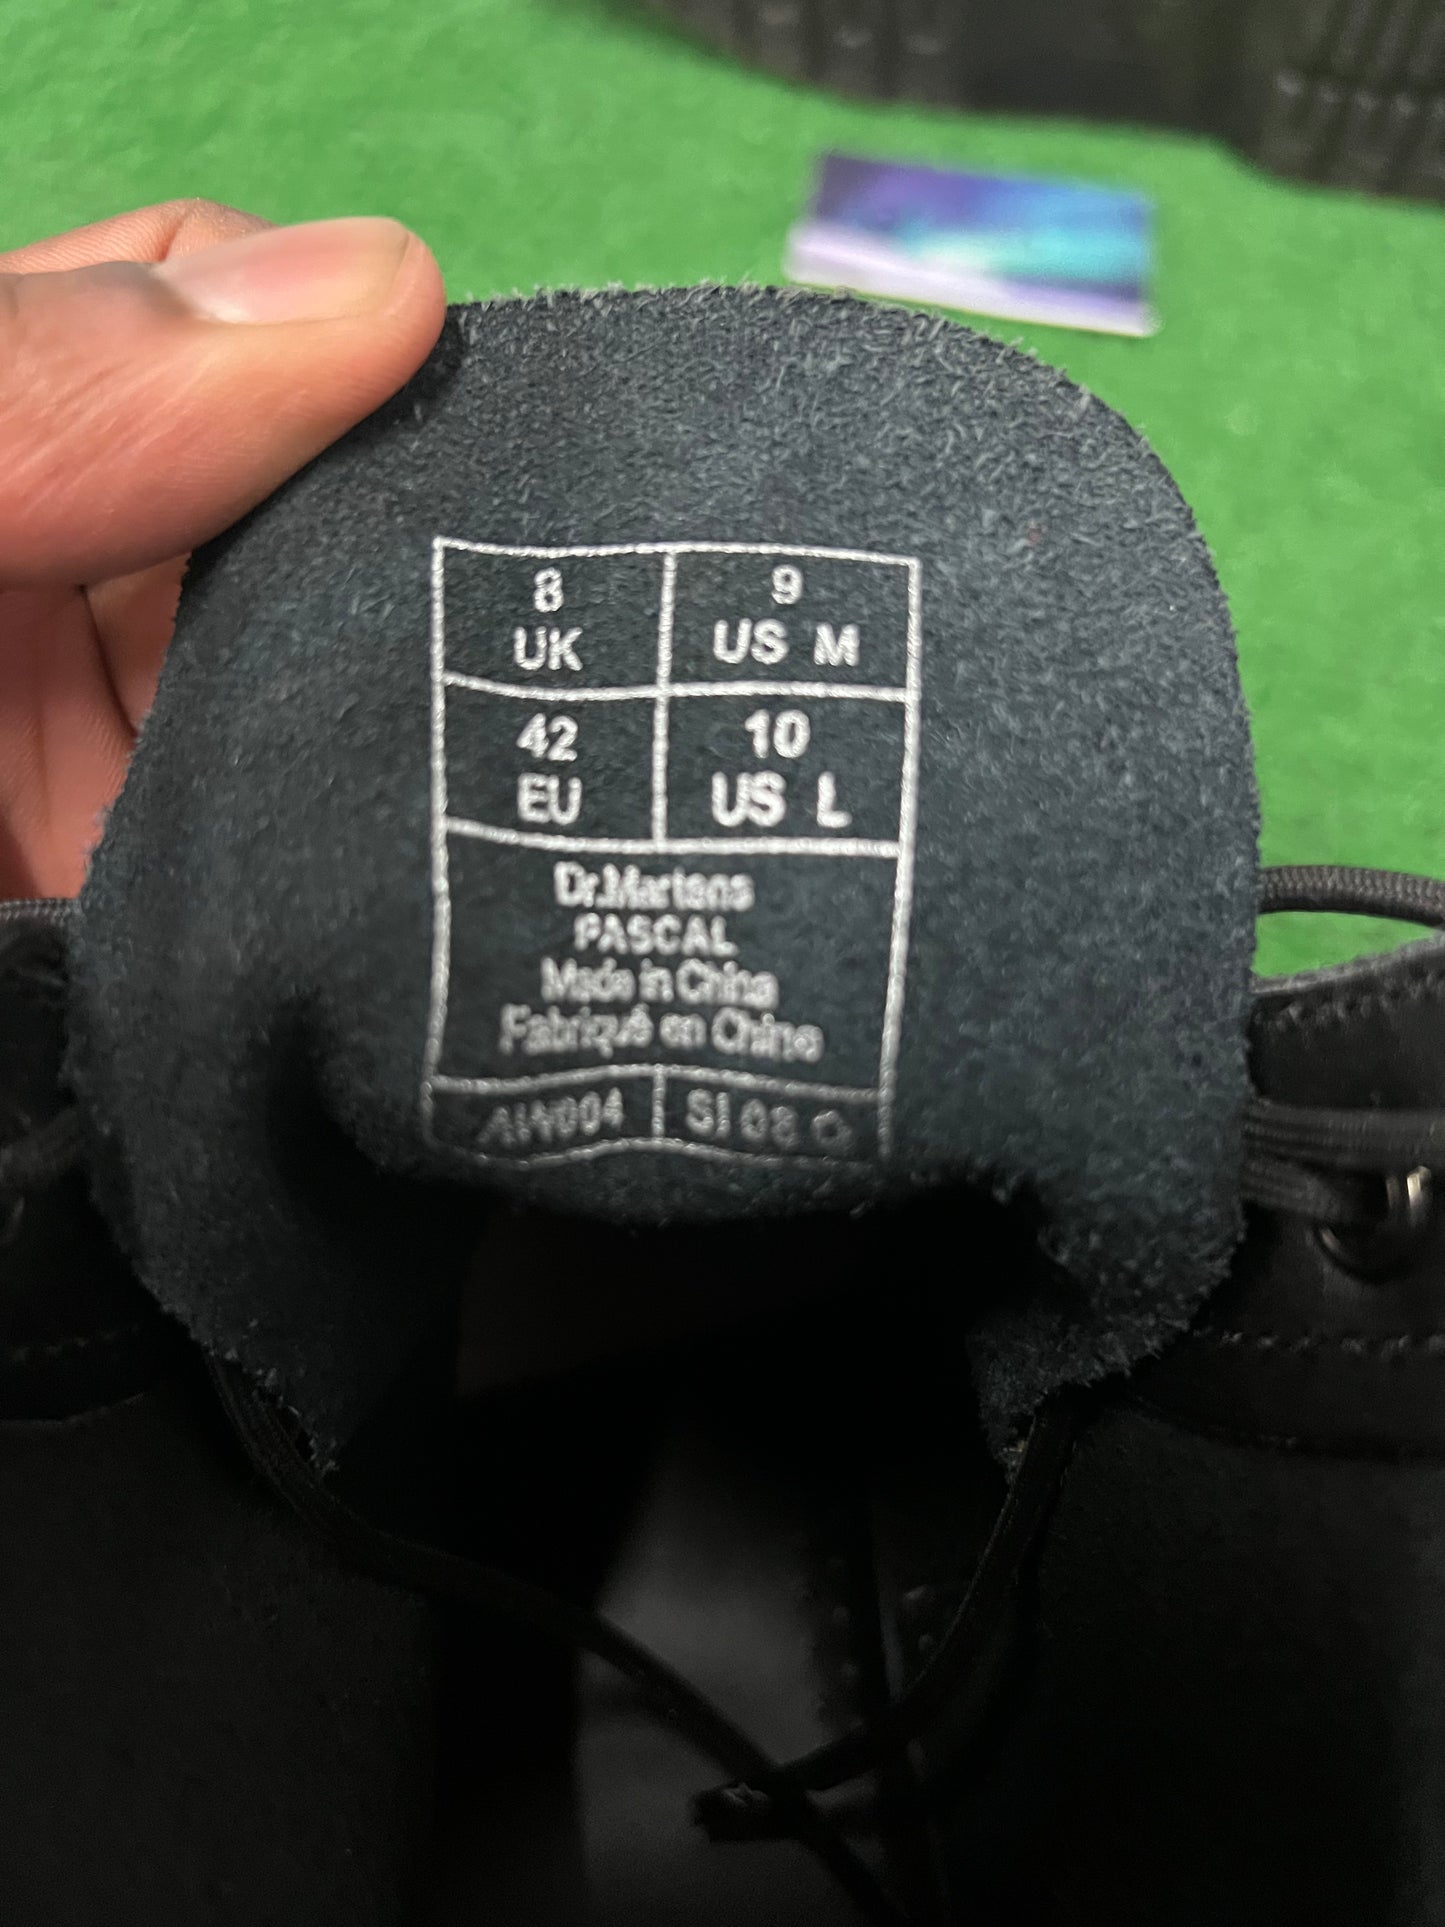 8
UK
9
US M
42
EU
10
US L
Dr.Martens
PASCAL
Made in China
Fabriqué en Chine
AW004
SI 08